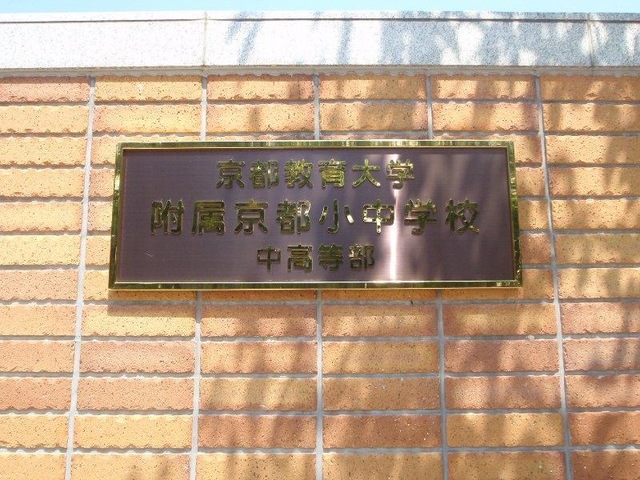 京都教育大学
附属京都小中学校
中高等部